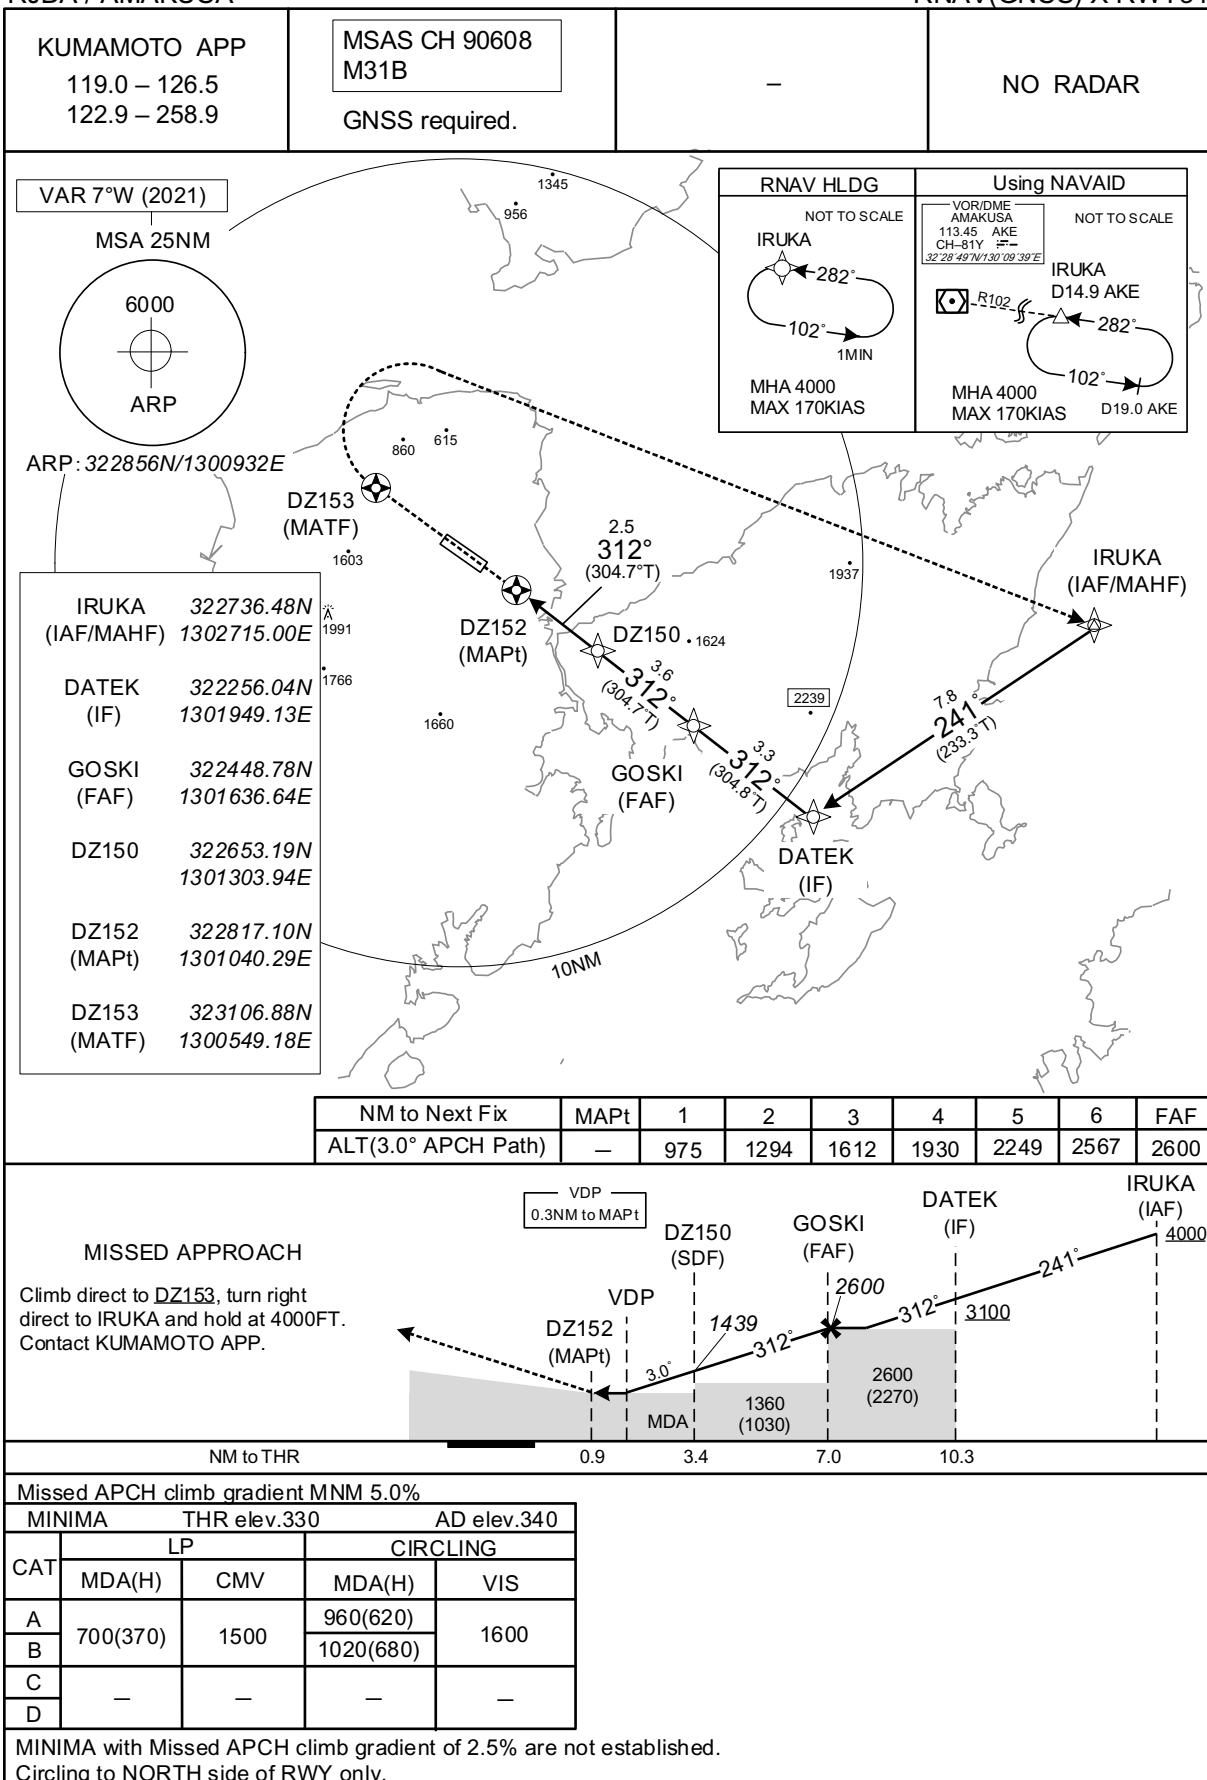 KUMAMOTO APP
119.0 – 126.5
122.9 – 258.9
MSAS CH 90608
M31B
GNSS required.
–
NO RADAR
VAR 7°W (2021)
MSA 25NM
6000
ARP
ARP: 322856N/1300932E
1345
956
RNAV HLDG
NOT TO SCALE
IRUKA
282°
102°
1MIN
MHA 4000
MAX 170KIAS
Using NAVAID
VOR/DME
AMAKUSA
113.45 AKE
CH–81Y
32°28'49"N/130°09'39"E
NOT TO SCALE
IRUKA
D14.9 AKE
R102
282°
102°
D19.0 AKE
MHA 4000
MAX 170KIAS
860
615
DZ153
(MATF)
1603
2.5
312°
(304.7°T)
1937
IRUKA
(IAF/MAHF)
DZ152
(MAPt)
DZ150
1624
1991
1766
1660
3.6
312°
(304.7°T)
2239
7.8
241°
(233.3°T)
GOSKI
(FAF)
3.3
312°
(304.8°T)
DATEK
(IF)
10NM
IRUKA 322736.48N
(IAF/MAHF) 1302715.00E
DATEK 322256.04N
(IF) 1301949.13E
GOSKI 322448.78N
(FAF) 1301636.64E
DZ150 322653.19N
1301303.94E
DZ152 322817.10N
(MAPt) 1301040.29E
DZ153 323106.88N
(MATF) 1300549.18E
NM to Next Fix MAPt 1 2 3 4 5 6 FAF
ALT(3.0° APCH Path) – 975 1294 1612 1930 2249 2567 2600
VDP
0.3NM to MAPt
MISSED APPROACH
Climb direct to DZ153, turn right
direct to IRUKA and hold at 4000FT.
Contact KUMAMOTO APP.
DZ152
(MAPt)
VDP
DZ150
(SDF)
GOSKI
(FAF)
DATEK
(IF)
IRUKA
(IAF)
4000
241°
3100
312°
2600
312°
1439
3.0°
MDA
1360
(1030)
2600
(2270)
NM to THR 0.9 3.4 7.0 10.3
Missed APCH climb gradient MNM 5.0%
MINIMA THR elev.330 AD elev.340
CAT LP CIRCLING
MDA(H) CMV MDA(H) VIS
A 700(370) 1500 960(620) 1600
B 1020(680)
C – – – –
D
MINIMA with Missed APCH climb gradient of 2.5% are not established.
Circling to NORTH side of RWY only.